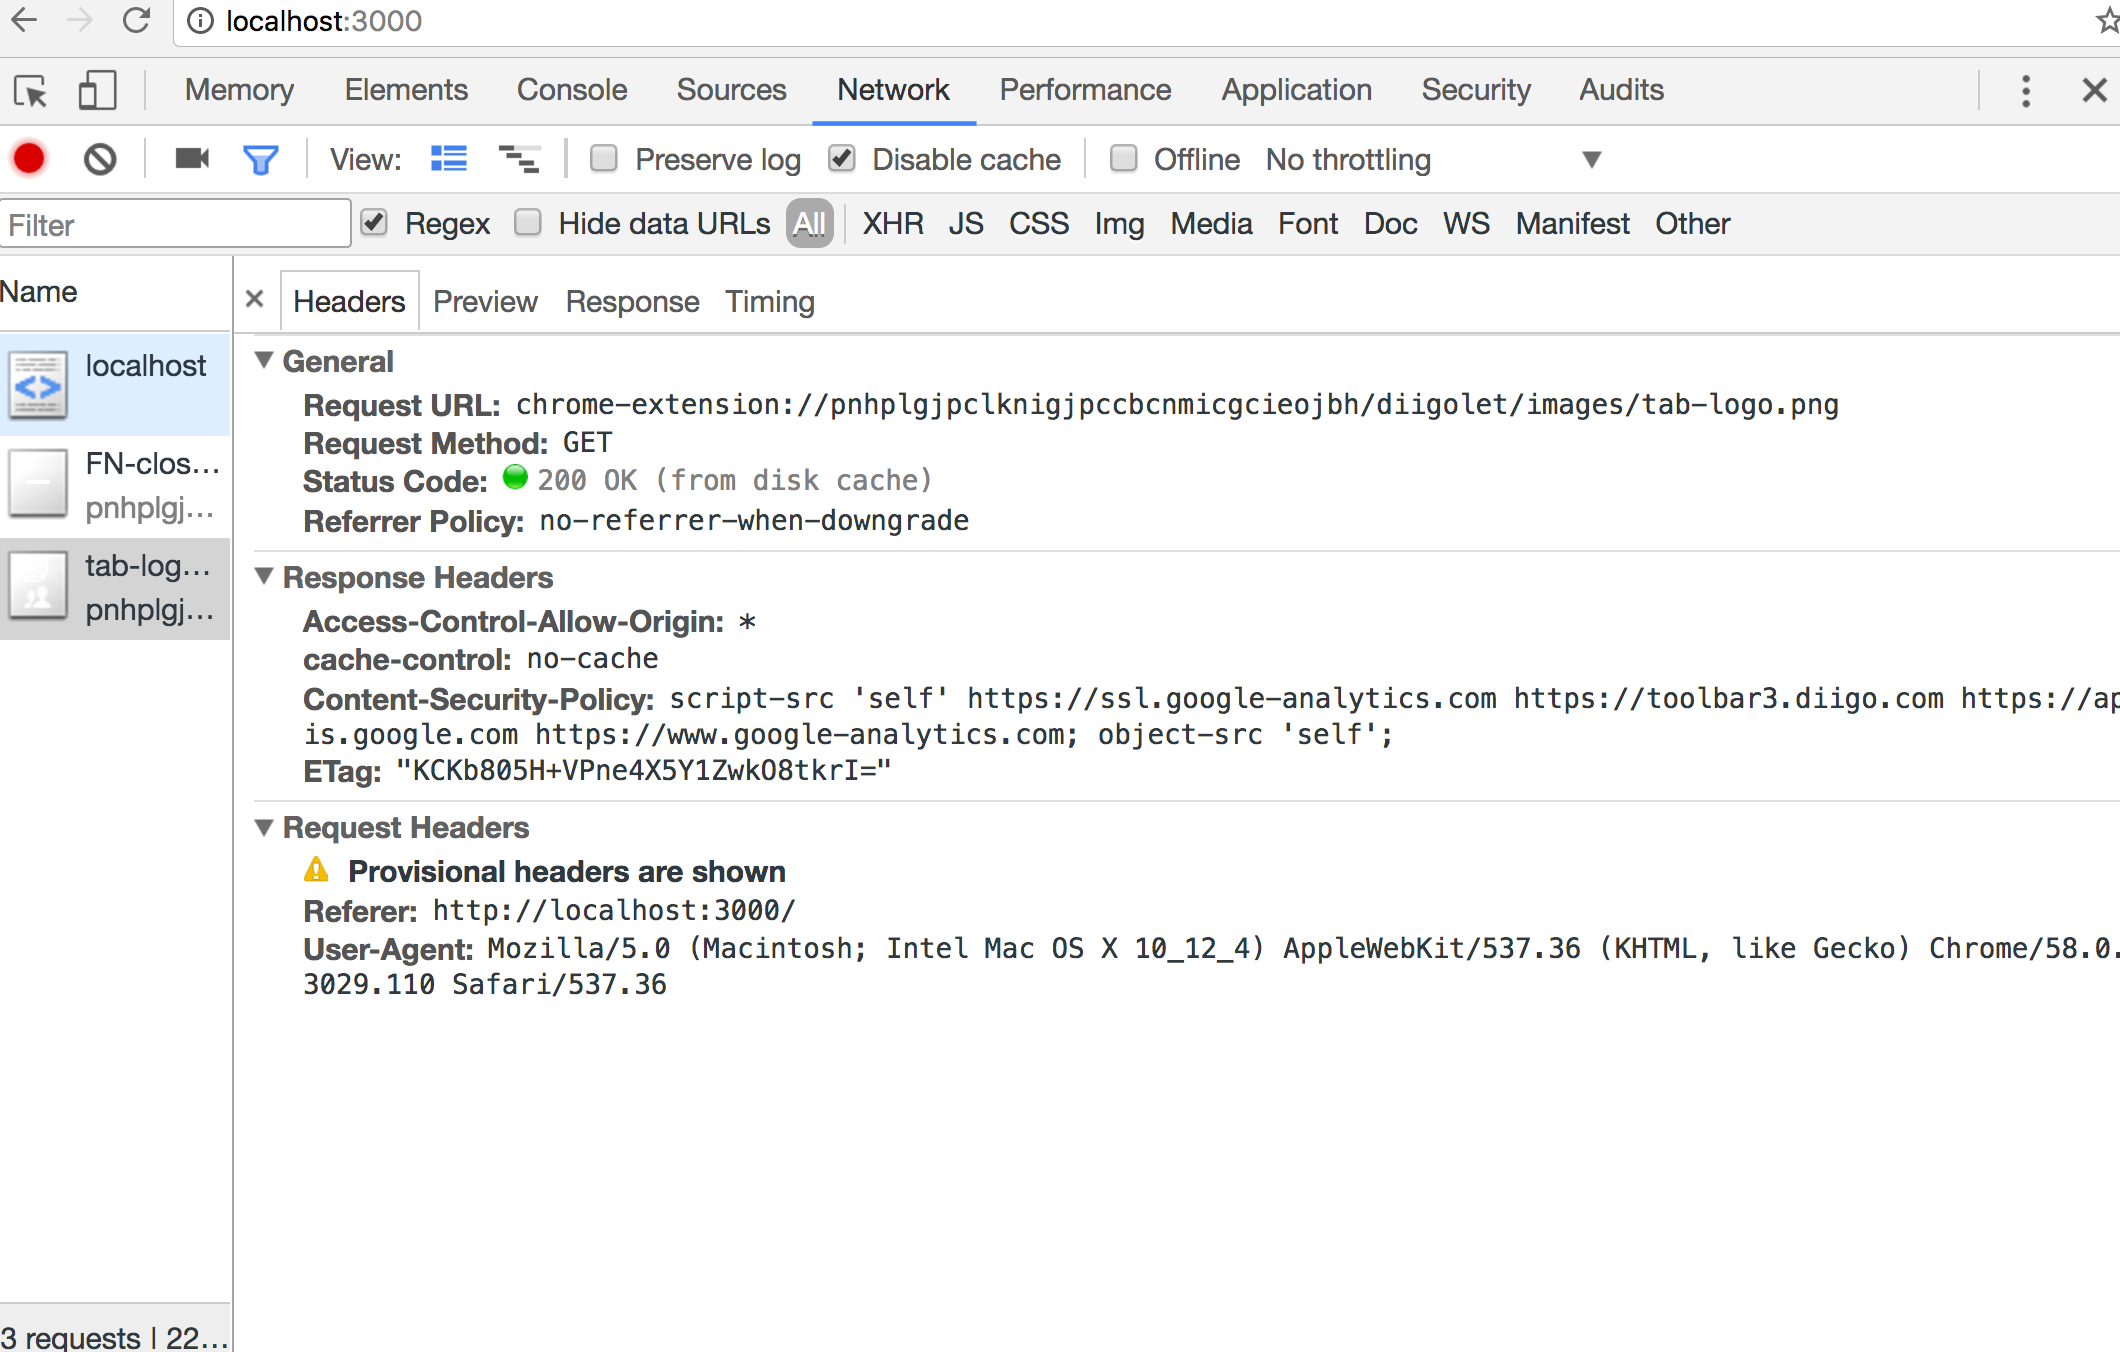 localhost:3000
Memory Elements Console Sources Network Performance Application Security Audits
View: Preserve log Disable cache Offline No throttling
Filter Regex Hide data URLs All XHR JS CSS Img Media Font Doc WS Manifest Other
Name
localhost
FN-clos...
pnhplgj...
tab-log...
pnhplgj...
3 requests | 22...
Headers Preview Response Timing
General
Request URL: chrome-extension://pnhplgjpclknigjpccbcnmicgcieojbh/diigolet/images/tab-logo.png
Request Method: GET
Status Code: 200 OK (from disk cache)
Referrer Policy: no-referrer-when-downgrade
Response Headers
Access-Control-Allow-Origin: *
cache-control: no-cache
Content-Security-Policy: script-src 'self' https://ssl.google-analytics.com https://toolbar3.diigo.com https://ap
is.google.com https://www.google-analytics.com; object-src 'self';
ETag: "KCKb805H+VPne4X5Y1ZwkO8tkrI="
Request Headers
Provisional headers are shown
Referer: http://localhost:3000/
User-Agent: Mozilla/5.0 (Macintosh; Intel Mac OS X 10_12_4) AppleWebKit/537.36 (KHTML, like Gecko) Chrome/58.0.
3029.110 Safari/537.36